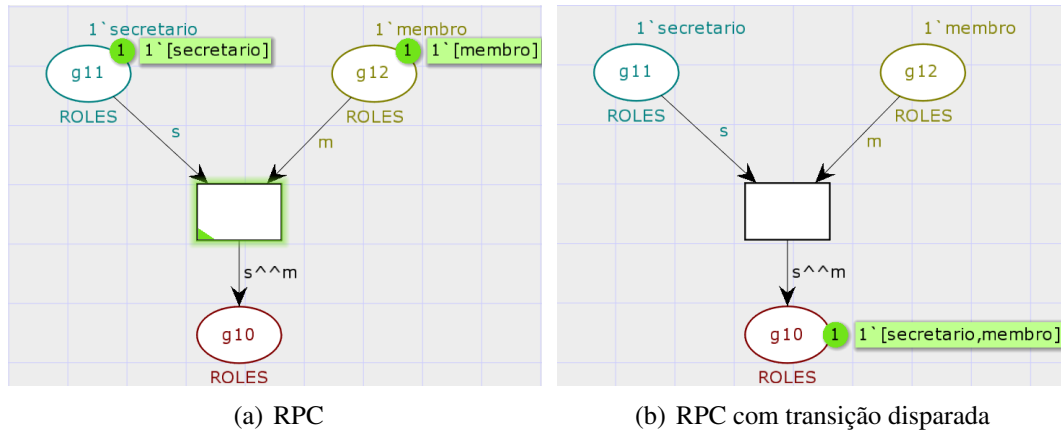 1`secretario
1 1`[secretario]
g11
ROLES
1`membro
1 1`[membro]
g12
ROLES
s
m
s^^m
g10
ROLES
(a) RPC
1`secretario
g11
ROLES
1`membro
g12
ROLES
s
m
s^^m
g10
1 1`[secretario,membro]
ROLES
(b) RPC com transição disparada